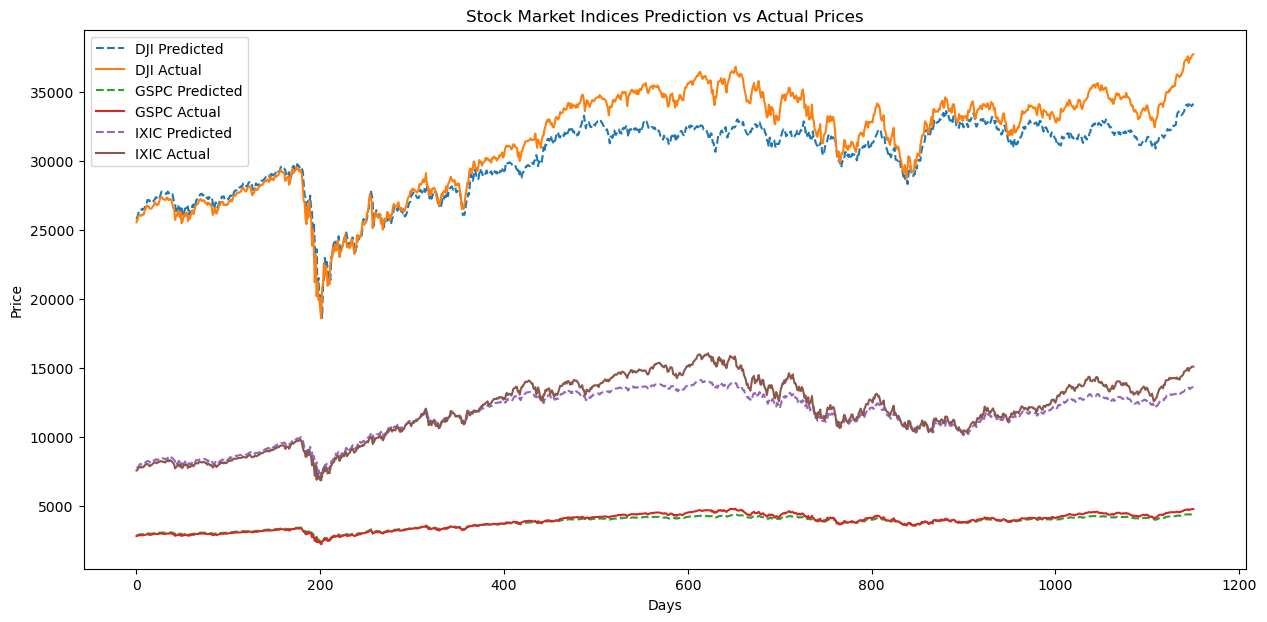 Stock Market Indices Prediction vs Actual Prices
DJI Predicted
DJI Actual
GSPC Predicted
GSPC Actual
IXIC Predicted
IXIC Actual
Price
35000
30000
25000
20000
15000
10000
5000
0
200
400
600
800
1000
1200
Days